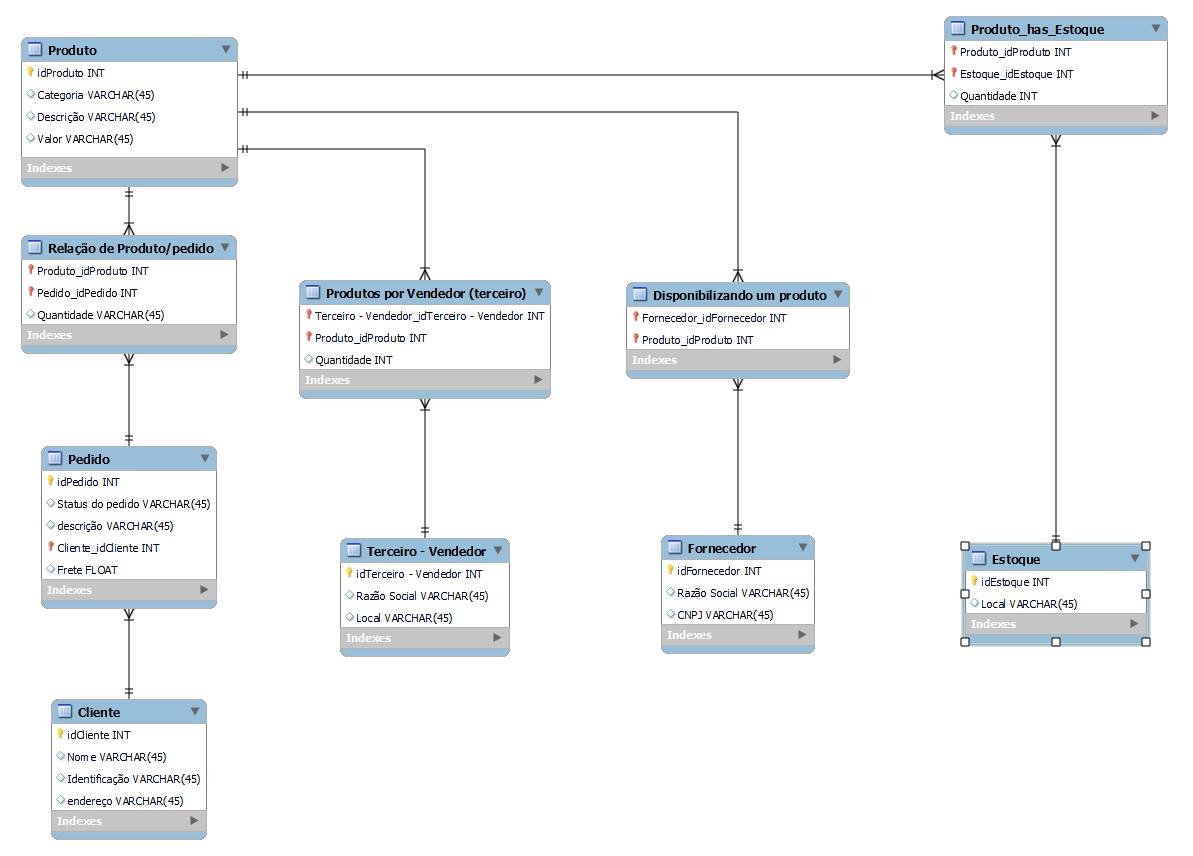 Produto
idProduto INT
Categoria VARCHAR(45)
Descrição VARCHAR(45)
Valor VARCHAR(45)
Indexes
Produto_has_Estoque
Produto_idProduto INT
Estoque_idEstoque INT
Quantidade INT
Indexes
Relação de Produto/pedido
Produto_idProduto INT
Pedido_idPedido INT
Quantidade VARCHAR(45)
Indexes
Produtos por Vendedor (terceiro)
Terceiro - Vendedor_idTerceiro - Vendedor INT
Produto_idProduto INT
Quantidade INT
Indexes
Disponibilizando um produto
Fornecedor_idFornecedor INT
Produto_idProduto INT
Indexes
Pedido
idPedido INT
Status do pedido VARCHAR(45)
descrição VARCHAR(45)
Cliente_idCliente INT
Frete FLOAT
Indexes
Terceiro - Vendedor
idTerceiro - Vendedor INT
Razão Social VARCHAR(45)
Local VARCHAR(45)
Indexes
Fornecedor
idFornecedor INT
Razão Social VARCHAR(45)
CNPJ VARCHAR(45)
Indexes
Estoque
idEstoque INT
Local VARCHAR(45)
Indexes
Cliente
idCliente INT
Nome VARCHAR(45)
Identificação VARCHAR(45)
endereço VARCHAR(45)
Indexes